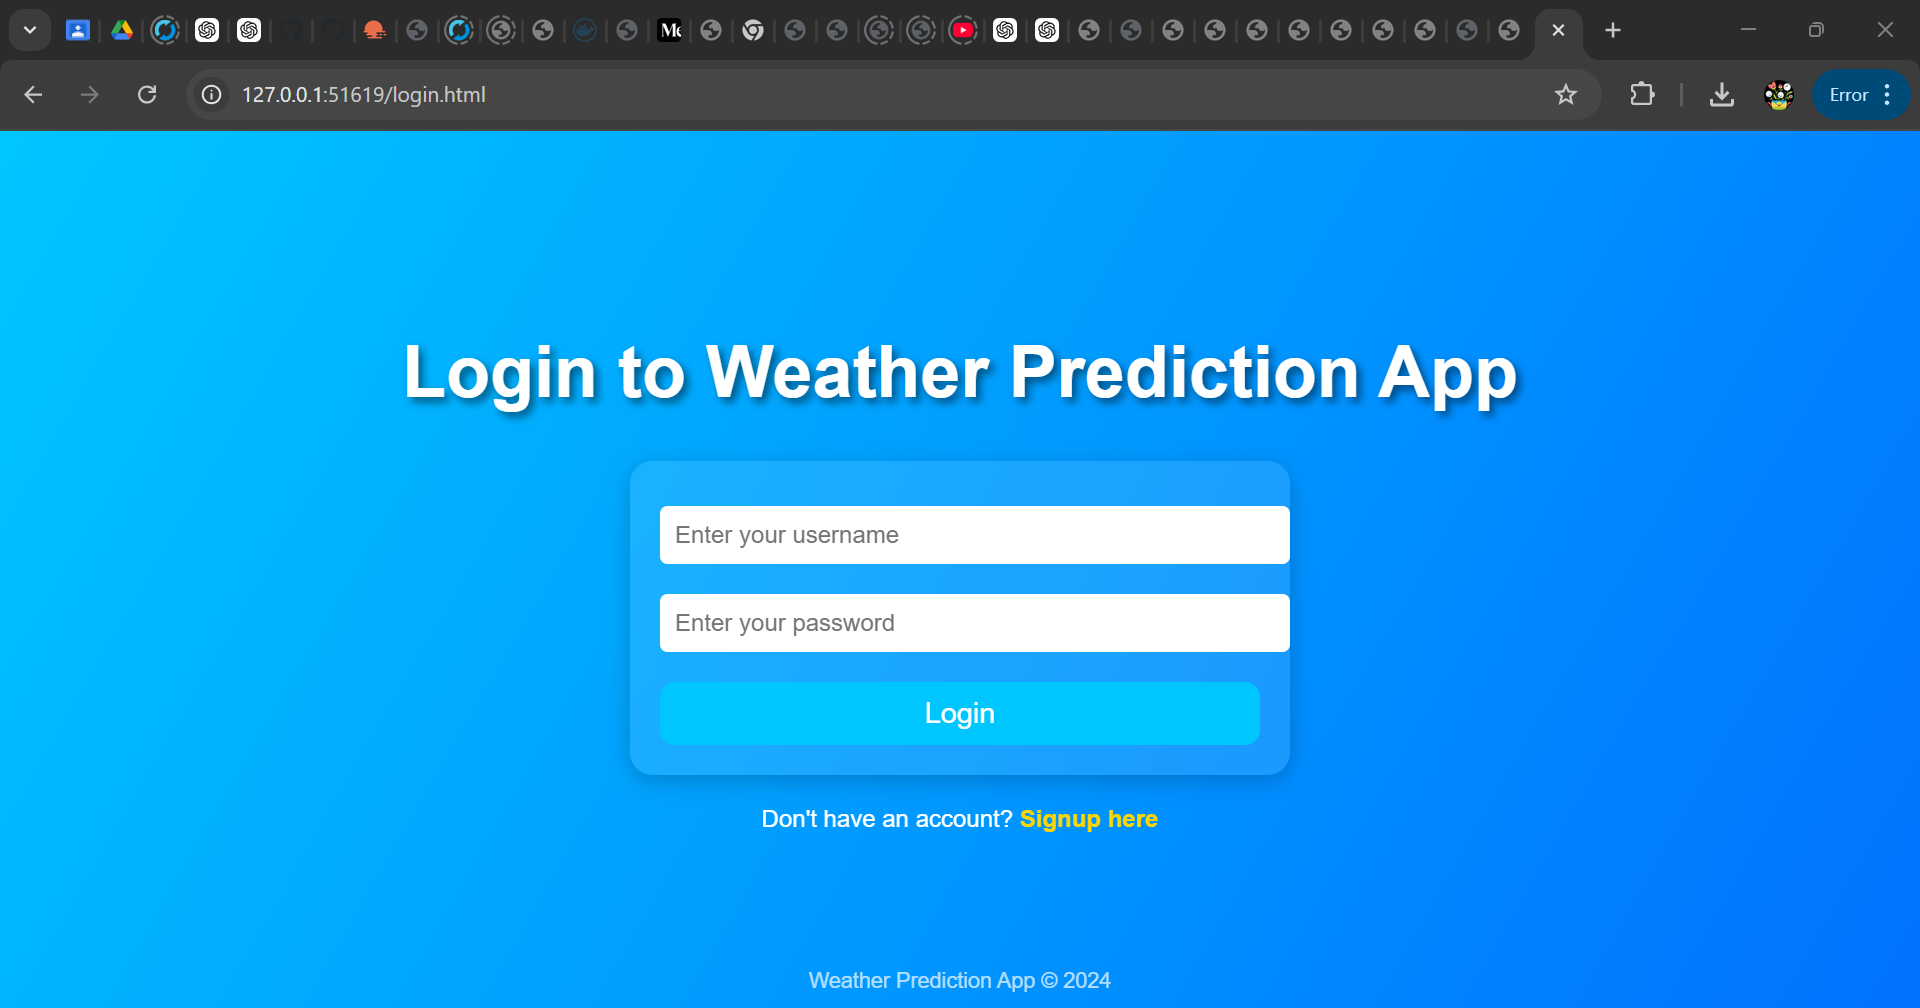 Me
127.0.0.1:51619/login.html
Error
Login to Weather Prediction App
Enter your username
Enter your password
Login
Don't have an account? Signup here
Weather Prediction App © 2024